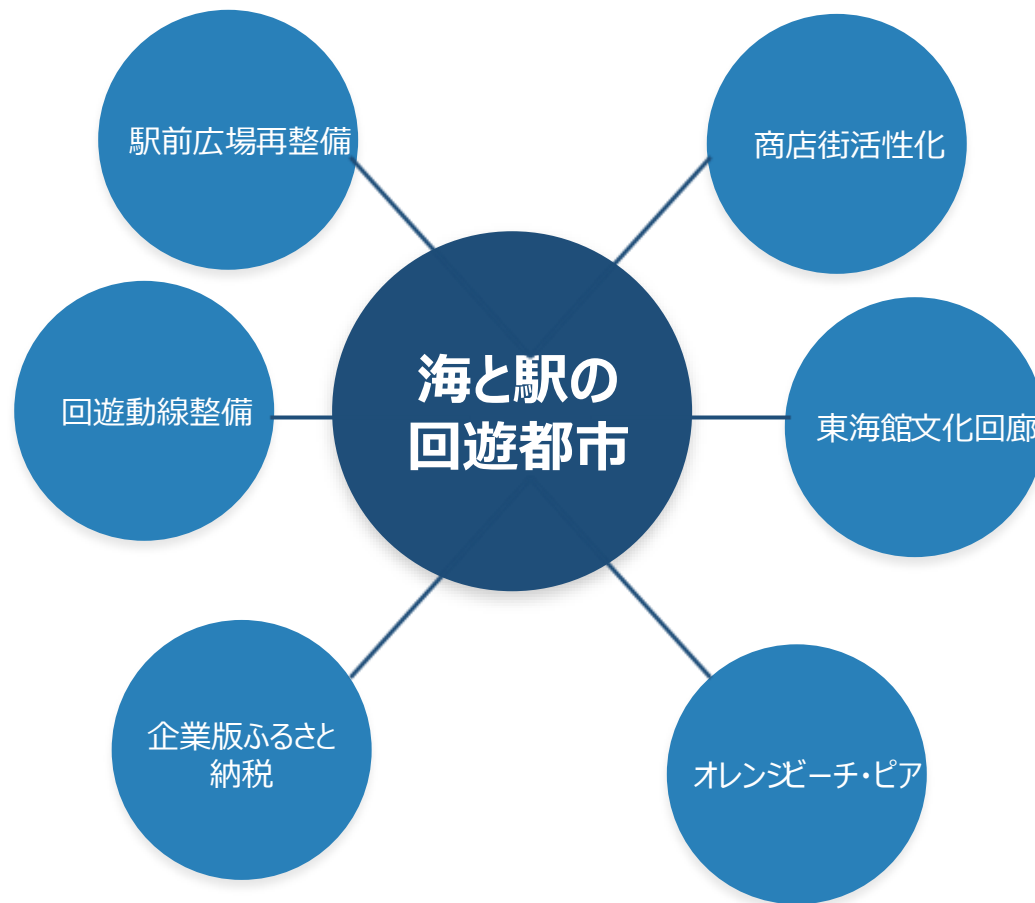 駅前広場再整備
商店街活性化
海と駅の
回遊都市
回遊動線整備
東海館文化回廊
企業版ふるさと
納税
オレンジビーチ・ピア